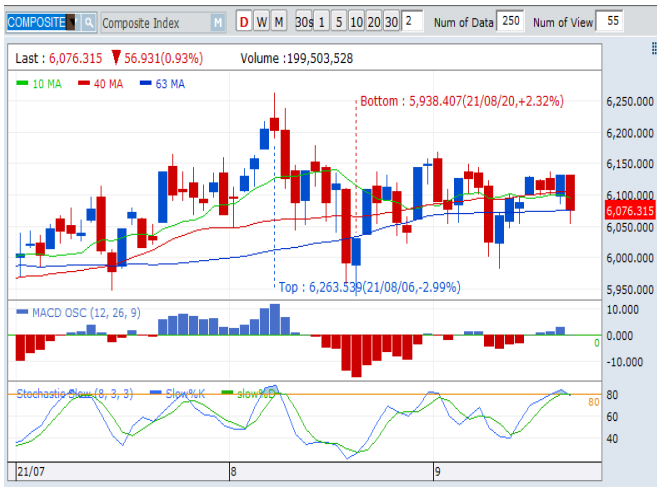 COMPOSITE Composite Index M D W M 30s 1 5 10 20 30 2 Num of Data 250 Num of View 55
Last : 6,076.315 ▼ 56.931(0.93%) Volume :199,503,528
10 MA 40 MA 63 MA
Bottom : 5,938.407(21/08/20,+2.32%)
6,250.000
6,200.000
6,150.000
6,100.000
6,076.315
6,050.000
6,000.000
5,950.000
Top : 6,263.539(21/08/06,-2.99%)
MACD OSC (12, 26, 9)
10.000
0.000
0
-10.000
Stochastic Slow (8, 3, 3) Slow%K slow%D
80
80
60
40
21/07 8 9